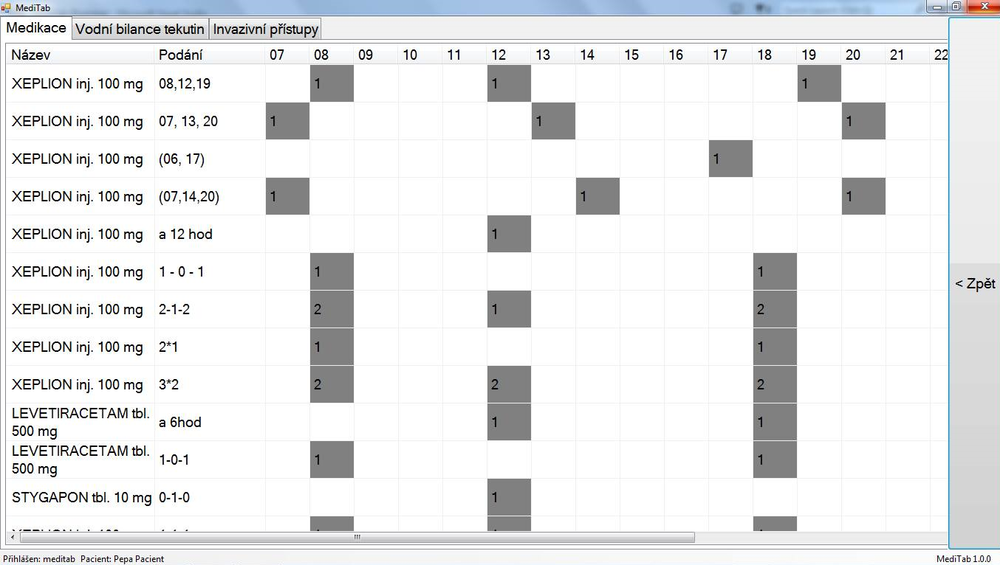 MediTab
Medikace Vodní bilance tekutin Invazivní přístupy
Název Podání 07 08 09 10 11 12 13 14 15 16 17 18 19 20 21 22
XEPLION inj. 100 mg 08,12,19 1 1 1
XEPLION inj. 100 mg 07, 13, 20 1 1 1
XEPLION inj. 100 mg (06, 17) 1
XEPLION inj. 100 mg (07,14,20) 1 1 1
XEPLION inj. 100 mg a 12 hod 1
XEPLION inj. 100 mg 1 - 0 - 1 1 1
< Zpět
XEPLION inj. 100 mg 2-1-2 2 1 2
XEPLION inj. 100 mg 2*1 1 1
XEPLION inj. 100 mg 3*2 2 2 2
LEVETIRACETAM tbl.
500 mg a 6hod 1 1
LEVETIRACETAM tbl.
500 mg 1-0-1 1 1
STYGAPON tbl. 10 mg 0-1-0 1
Přihlášen: meditab Pacient: Pepa Pacient MediTab 1.0.0